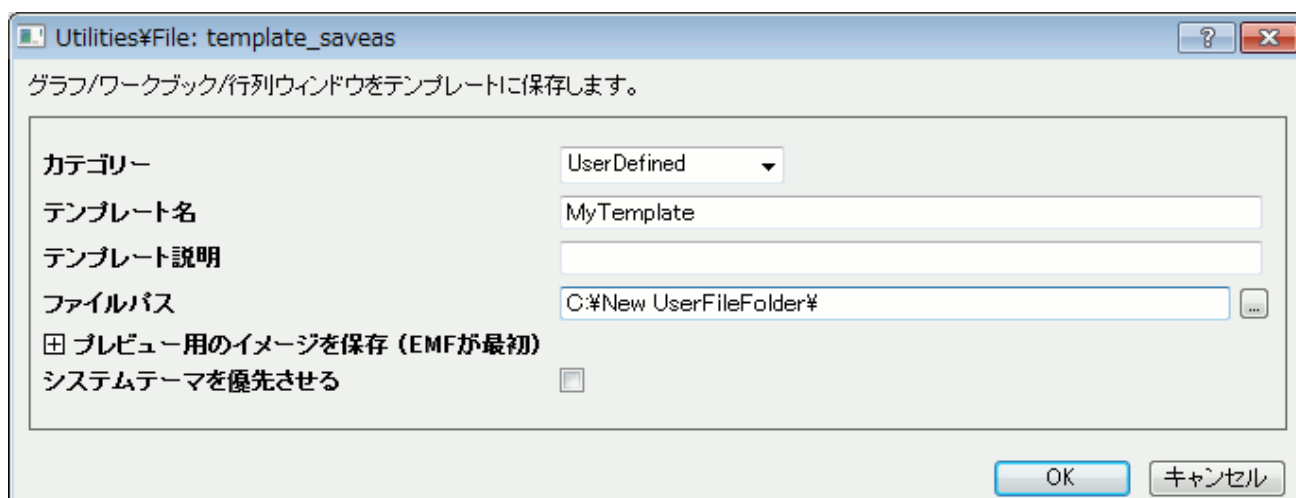 Utilities¥File: template_saveas
グラフ/ワークブック/行列ウィンドウをテンプレートに保存します。
カテゴリー UserDefined
テンプレート名 MyTemplate
テンプレート説明
ファイルパス C:¥New UserFileFolder¥ ...
プレビュー用のイメージを保存 (EMFが最初)
システムテーマを優先させる
OK キャンセル